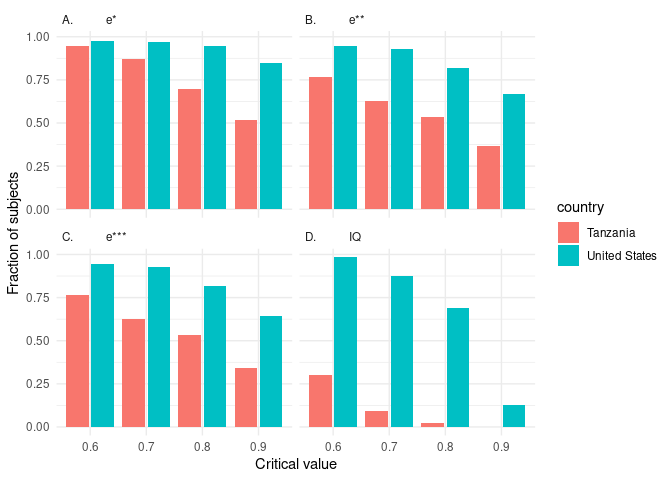 A. e*
B. e**
1.00
0.75
0.50
0.25
0.00
C. e***
D. IQ
1.00
0.75
0.50
0.25
0.00
0.6 0.7 0.8 0.9
0.6 0.7 0.8 0.9
Critical value
Fraction of subjects
country
Tanzania
United States